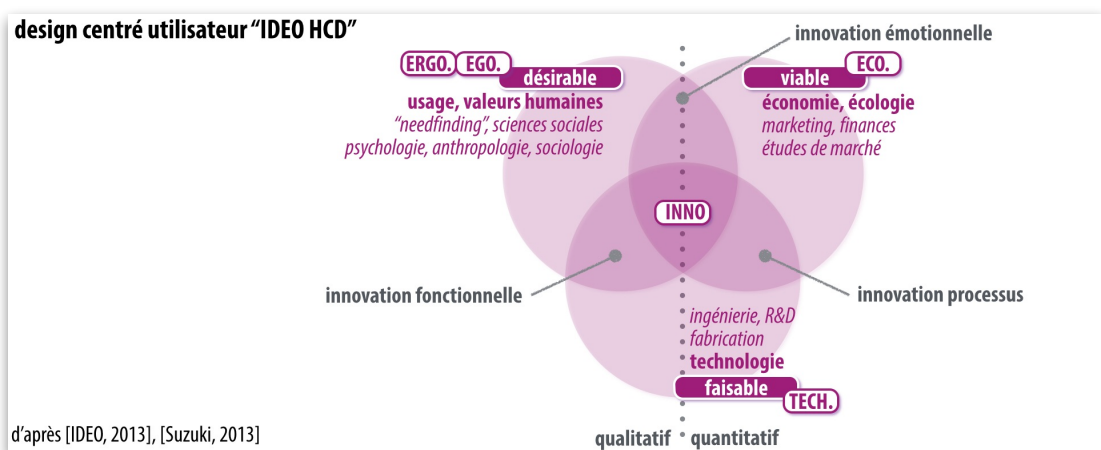 design centré utilisateur “IDEO HCD”
innovation émotionnelle
ERGO. EGO.
désirable
usage, valeurs humaines
“needfinding”, sciences sociales
psychologie, anthropologie, sociologie
ECO.
viable
économie, écologie
marketing, finances
études de marché
INNO
innovation fonctionnelle
innovation processus
ingénierie, R&D
fabrication
technologie
faisable
TECH.
d’après [IDEO, 2013], [Suzuki, 2013]
qualitatif
quantitatif